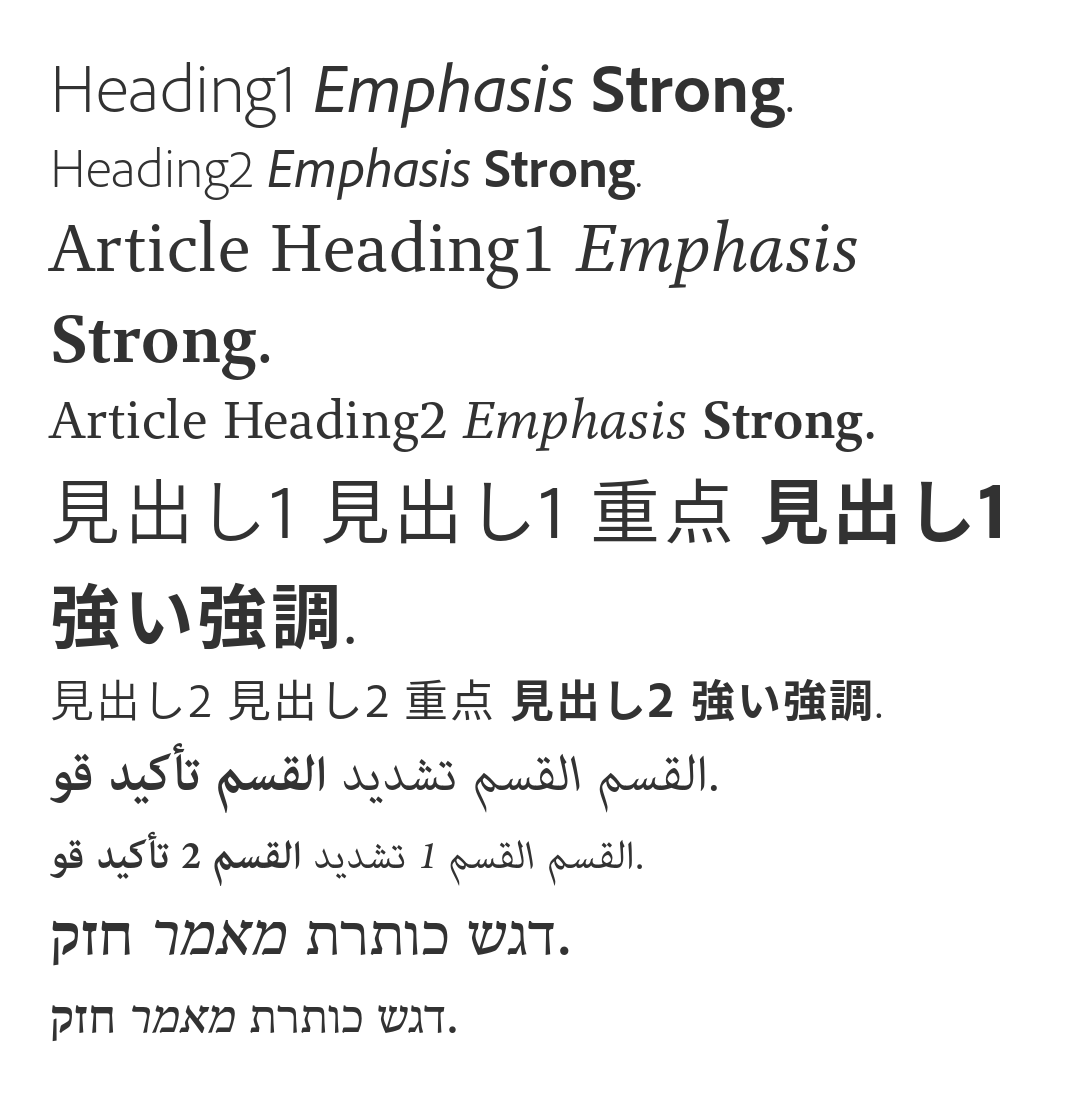 Heading1 Emphasis Strong.
Heading2 Emphasis Strong.
Article Heading1 Emphasis
Strong.
Article Heading2 Emphasis Strong.
見出し1 見出し1 重点 見出し1
強い強調.
見出し2 見出し2 重点 見出し2 強い強調.
القسم القسم تشديد القسم تأكيد قو.
القسم القسم 1 تشديد القسم 2 تأكيد قو.
דגש כותרת מאמר חזק.
דגש כותרת מאמר חזק.